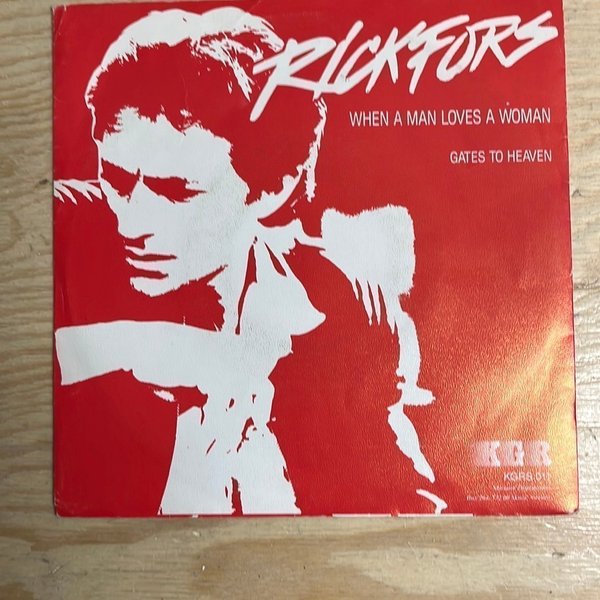 RICKFORS
WHEN A MAN LOVES A WOMAN
GATES TO HEAVEN
KGR